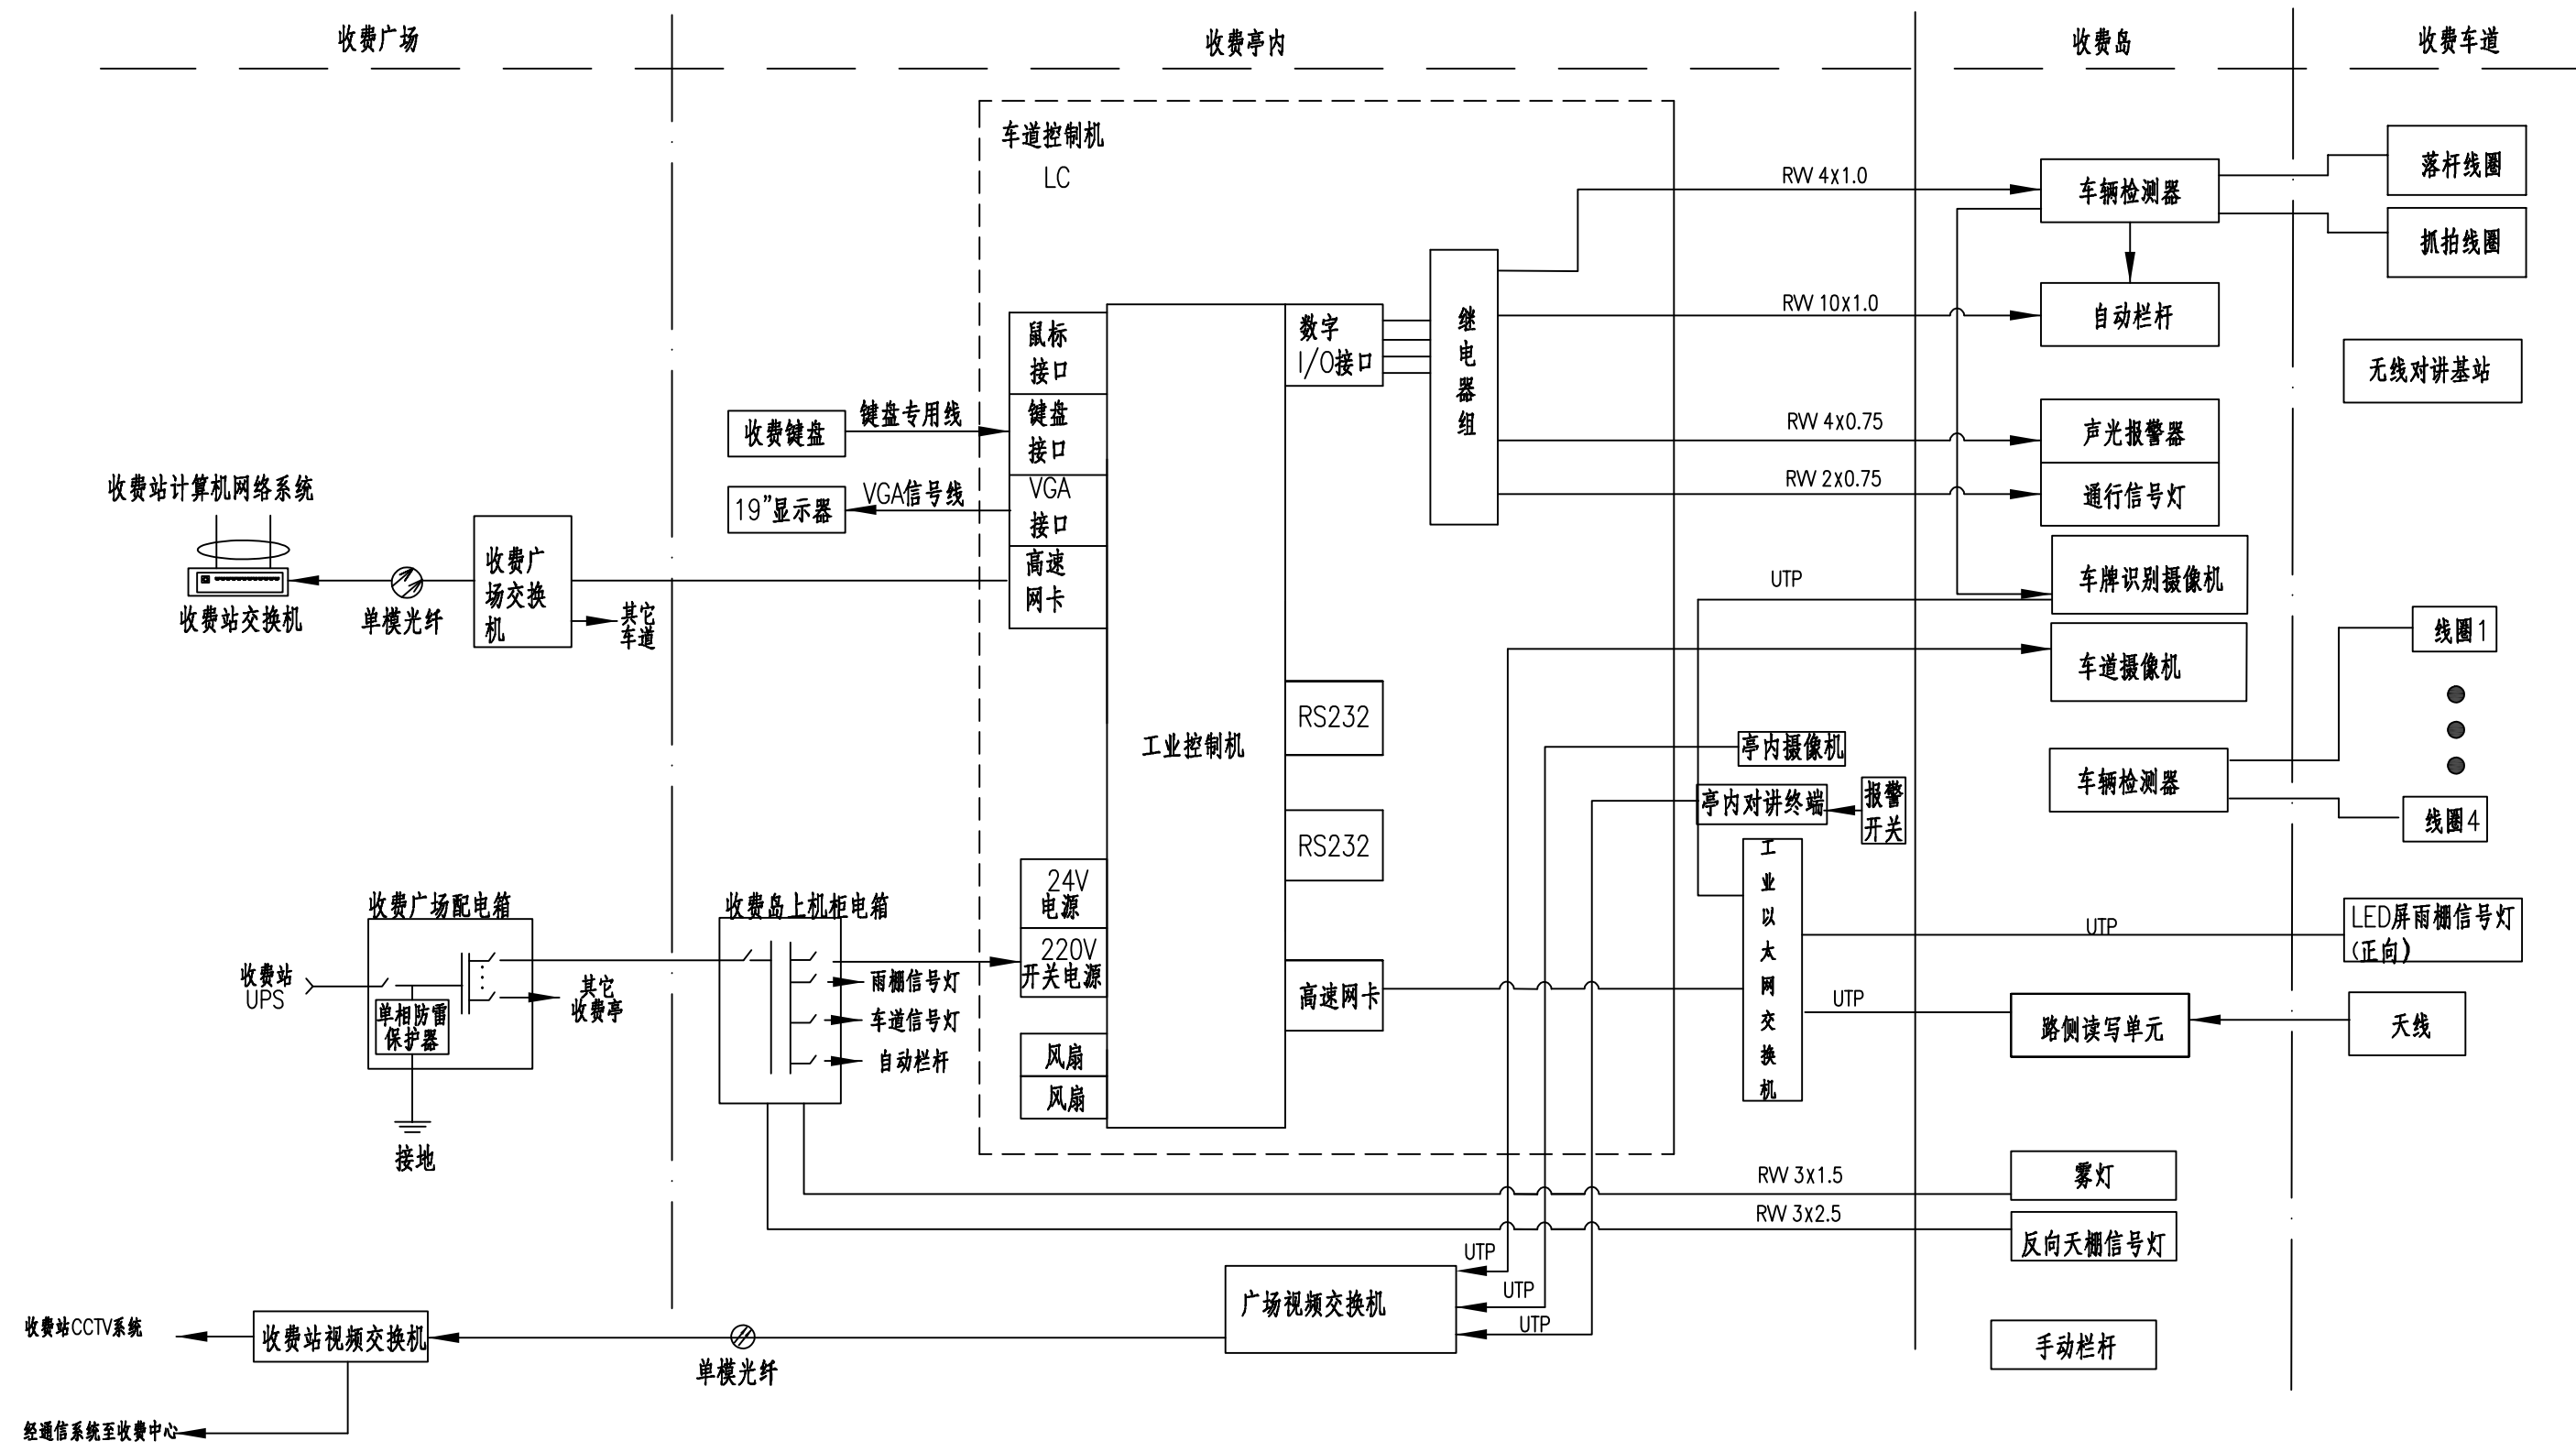 收费广场
收费亭内
收费岛
收费车道
车道控制机
LC
RVV 4x1.0
车辆检测器
落杆线圈
抓拍线圈
RVV 10x1.0
自动栏杆
无线对讲基站
继
电
器
组
鼠标
接口
数字
I/O接口
收费键盘
键盘专用线
键盘
接口
RVV 4x0.75
声光报警器
收费站计算机网络系统
19”显示器
VGA信号线
VGA
接口
RVV 2x0.75
通行信号灯
收费广
场交换
机
高速
网卡
UTP
车牌识别摄像机
收费站交换机
单模光纤
其它
车道
线圈1
车道摄像机
工业控制机
RS232
亭内摄像机
车辆检测器
亭内对讲终端
报警
开关
线圈4
RS232
工
业
以
太
网
交
换
机
24V
电源
收费广场配电箱
收费岛上机柜电箱
UTP
LED屏雨棚信号灯
(正向)
220V
开关电源
收费站
UPS
雨棚信号灯
其它
收费亭
高速网卡
UTP
单相防雷
保护器
车道信号灯
路侧读写单元
天线
自动栏杆
风扇
风扇
接地
RVV 3x1.5
雾灯
RVV 3x2.5
反向天棚信号灯
UTP
UTP
UTP
广场视频交换机
收费站CCTV系统
收费站视频交换机
单模光纤
手动栏杆
经通信系统至收费中心